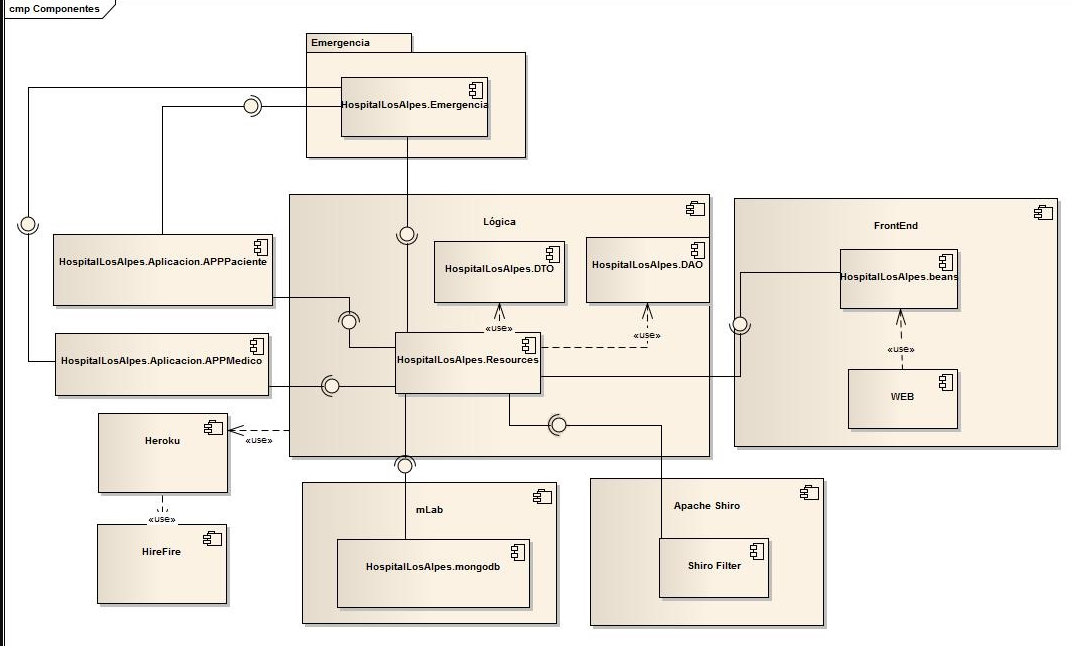 cmp Componentes
Emergencia
HospitalLosAlpes.Emergencia
Lógica
FrontEnd
HospitalLosAlpes.Aplicacion.APPPaciente
HospitalLosAlpes.DTO
HospitalLosAlpes.DAO
HospitalLosAlpes.beans
«use»
«use»
«use»
HospitalLosAlpes.Aplicacion.APPMedico
HospitalLosAlpes.Resources
WEB
Heroku
«use»
mLab
Apache Shiro
«use»
HireFire
HospitalLosAlpes.mongodb
Shiro Filter